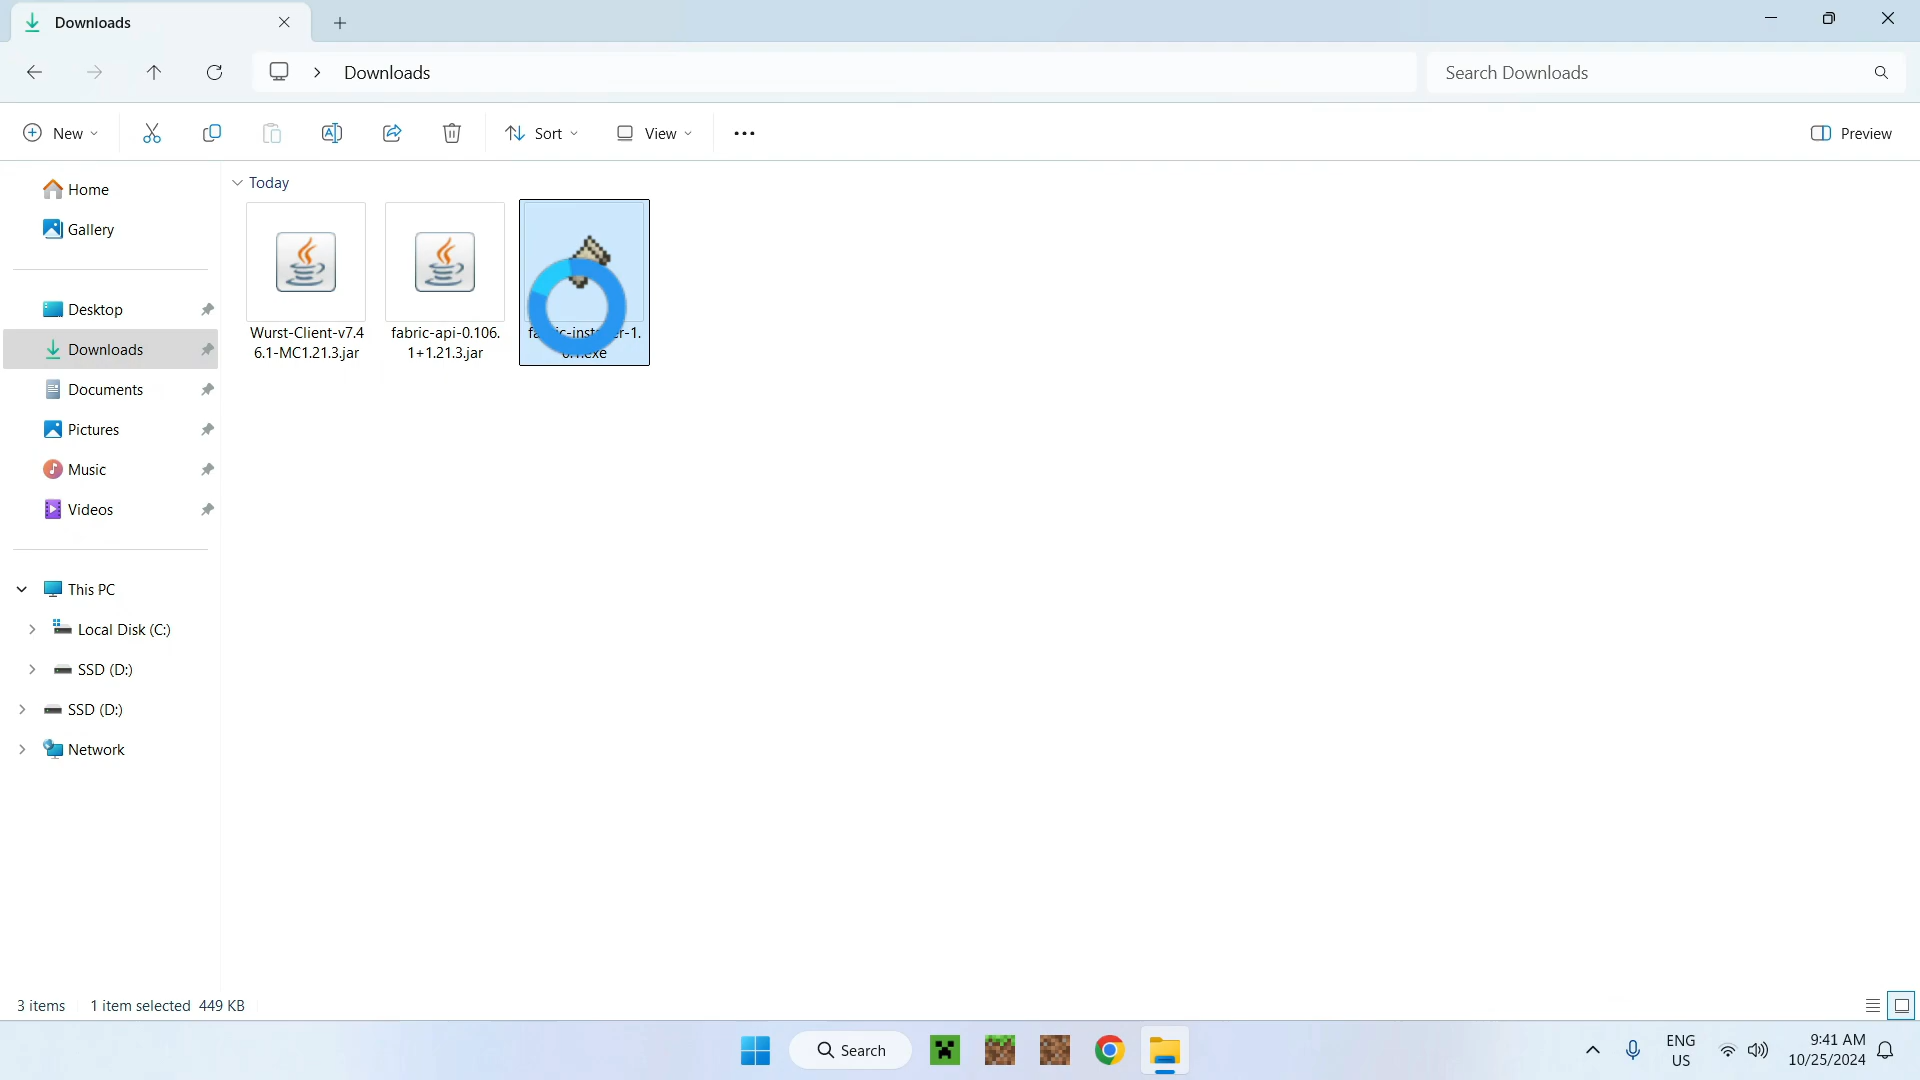 Downloads
Downloads
Search Downloads
New
Sort
View
Preview
Home
Gallery
Desktop
Downloads
Documents
Pictures
Music
Videos
This PC
Local Disk (C:)
SSD (D:)
SSD (D:)
Network
Today
Wurst-Client-v7.4
6.1-MC1.21.3.jar
fabric-api-0.106.
1+1.21.3.jar
3 items
1 item selected 449 KB
Search
ENG
US
9:41 AM
10/25/2024